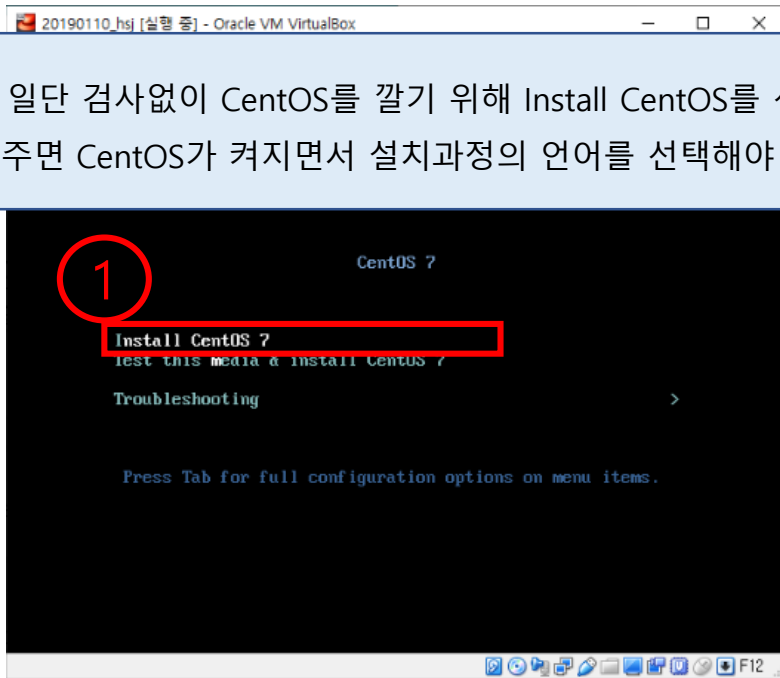 20190110_hsj [실행 중] - Oracle VM VirtualBox
일단 검사없이 CentOS를 깔기 위해 Install CentOS를
주면 CentOS가 켜지면서 설치과정의 언어를 선택해야
CentOS 7
1
Install CentOS 7
Test this media & install CentOS 7
Troubleshooting >
Press Tab for full configuration options on menu items.
F12